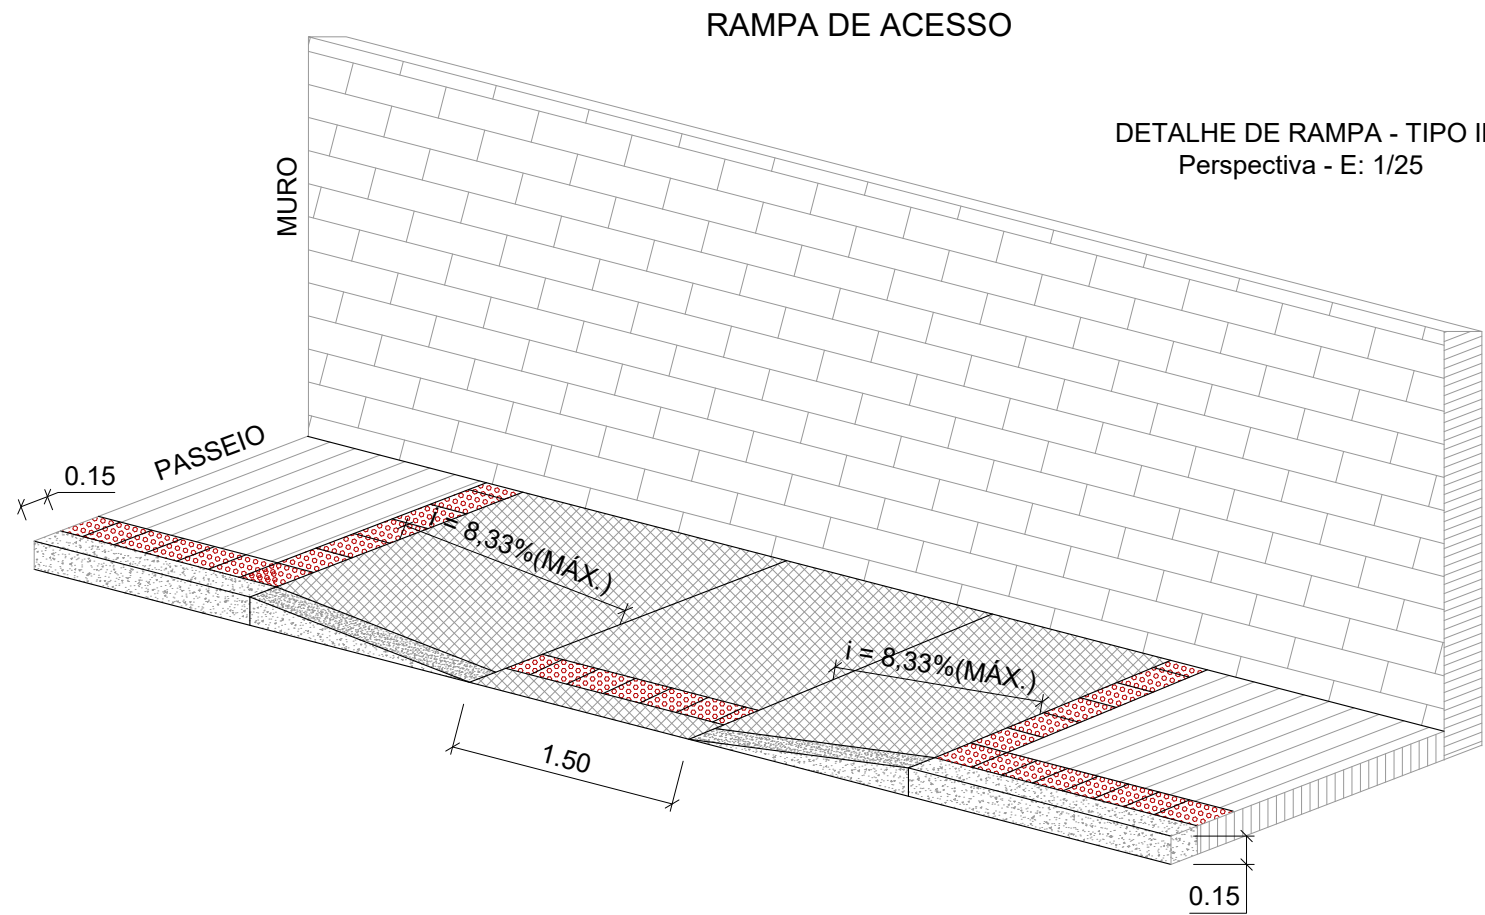 RAMPA DE ACESSO
DETALHE DE RAMPA - TIPO II
Perspectiva - E: 1/25
MURO
PASSEIO
0.15
i = 8,33%(MÁX.)
i = 8,33%(MÁX.)
1.50
0.15